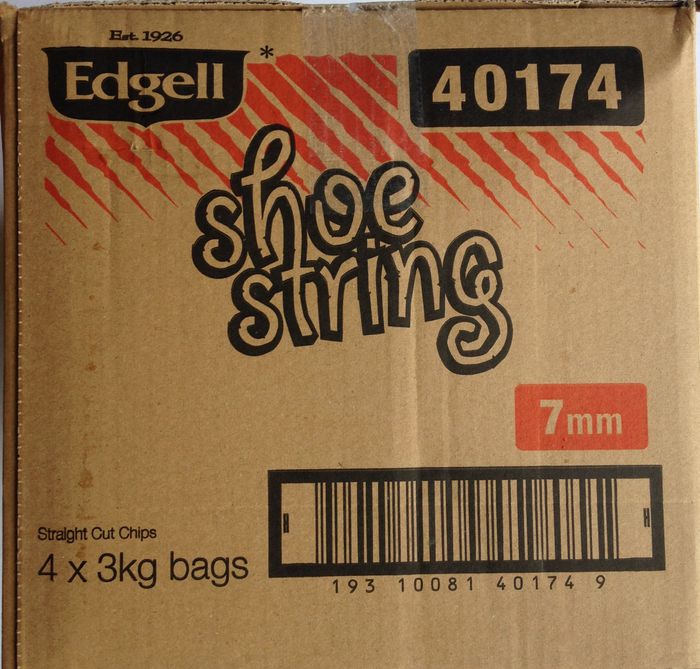 Est. 1926
Edgell *
40174
shoe
string
7mm
Straight Cut Chips
4 x 3kg bags
193 10081 40174 9